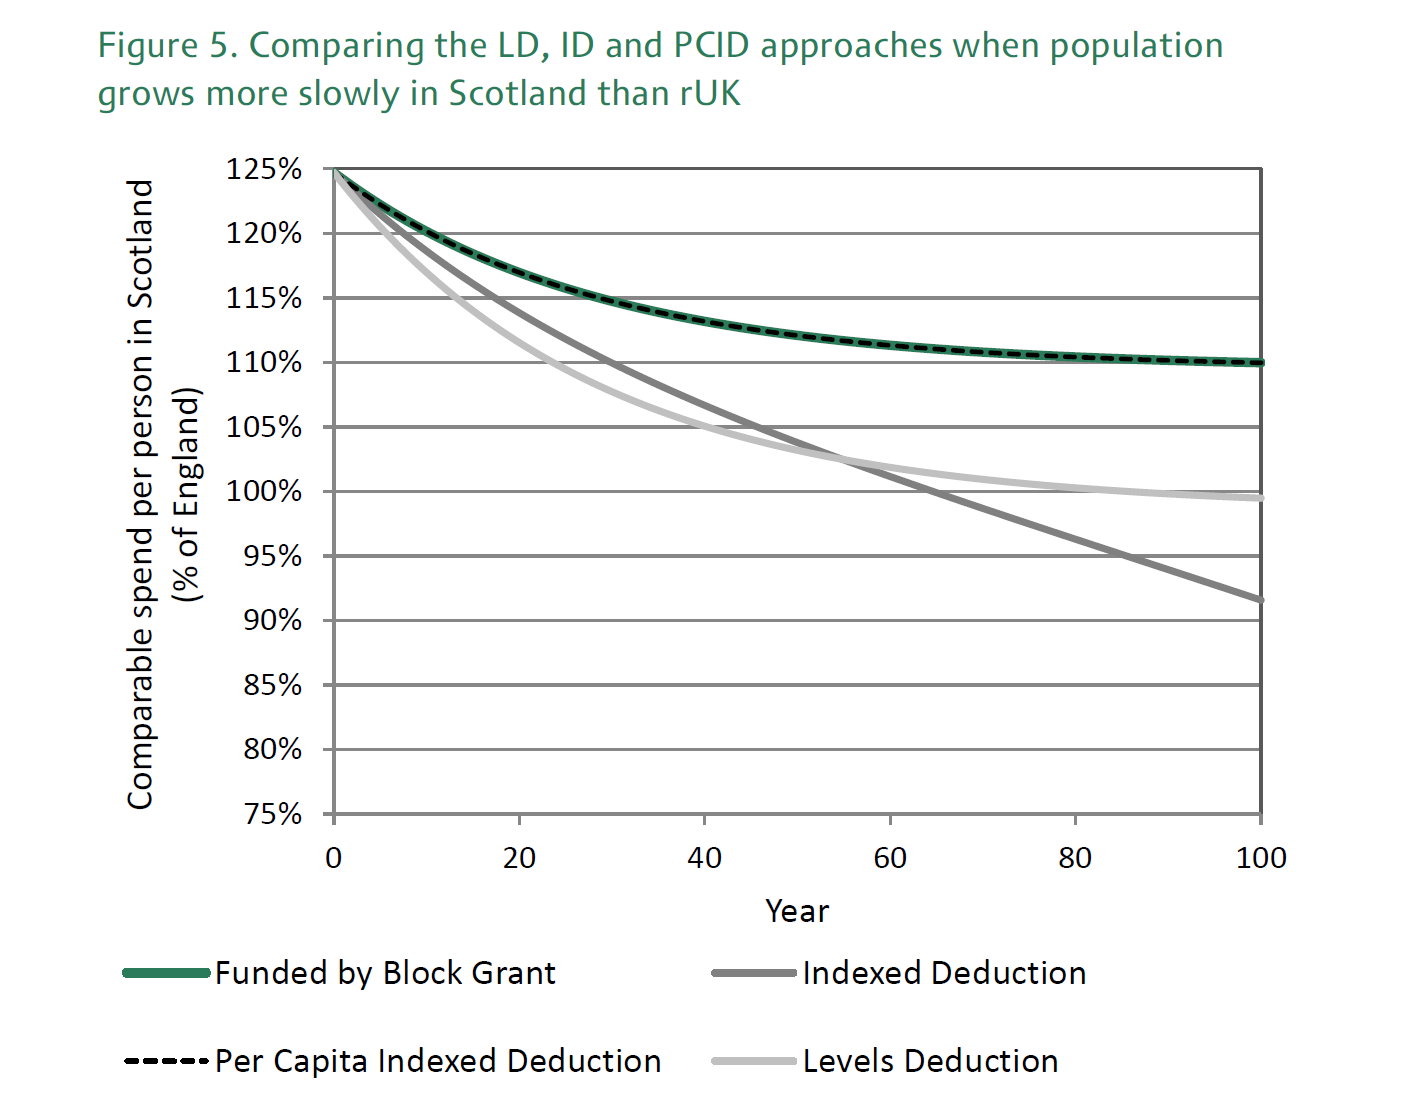 Figure 5. Comparing the LD, ID and PCID approaches when population
grows more slowly in Scotland than rUK
Comparable spend per person in Scotland
(% of England)
125%
120%
115%
110%
105%
100%
95%
90%
85%
80%
75%
0 20 40 60 80 100
Year
Funded by Block Grant
Indexed Deduction
Per Capita Indexed Deduction
Levels Deduction